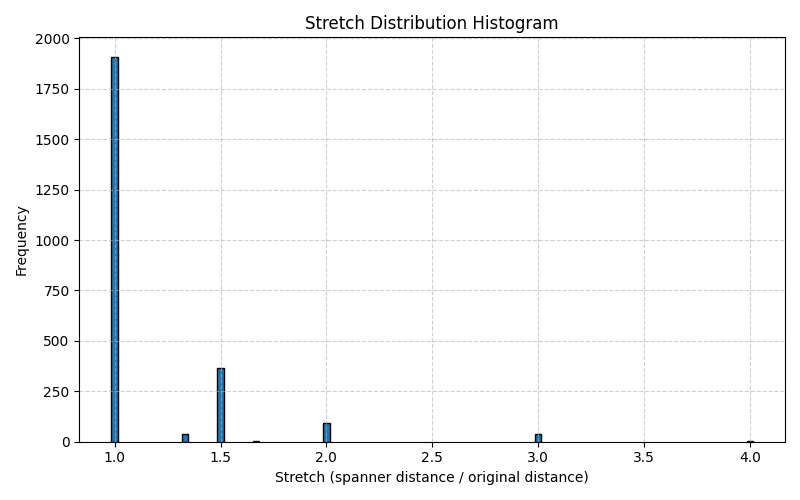 Stretch Distribution Histogram
2000
1750
1500
1250
1000
750
500
250
0
Frequency
1.0 1.5 2.0 2.5 3.0 3.5 4.0
Stretch (spanner distance / original distance)